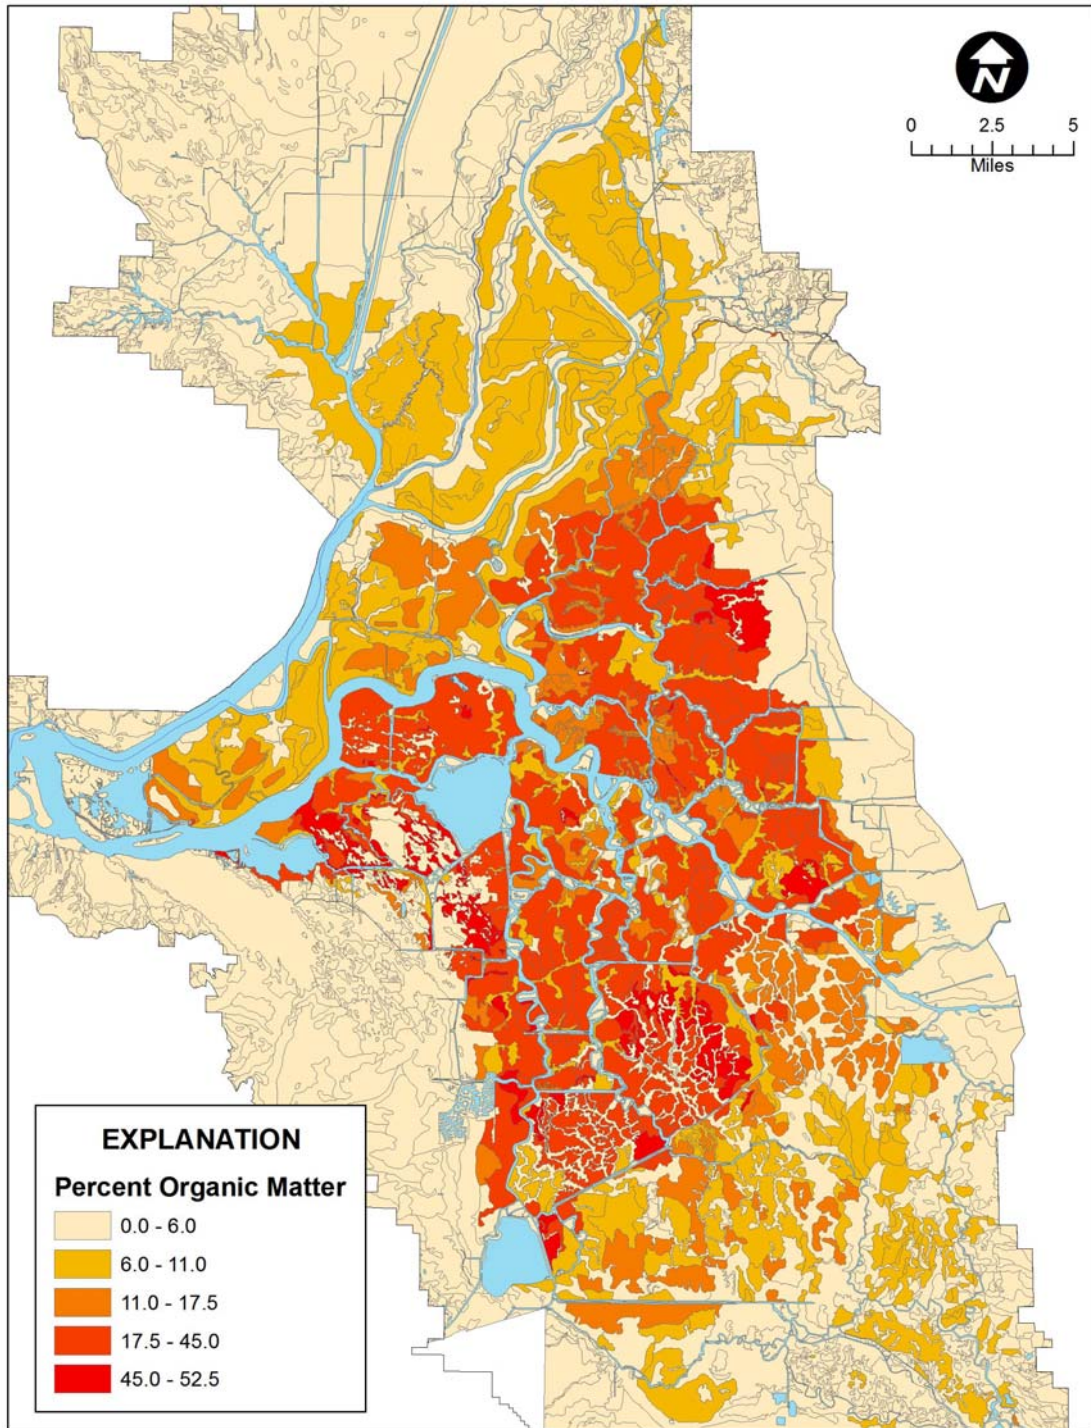 N
0 2.5 5
Miles
EXPLANATION
Percent Organic Matter
0.0 - 6.0
6.0 - 11.0
11.0 - 17.5
17.5 - 45.0
45.0 - 52.5